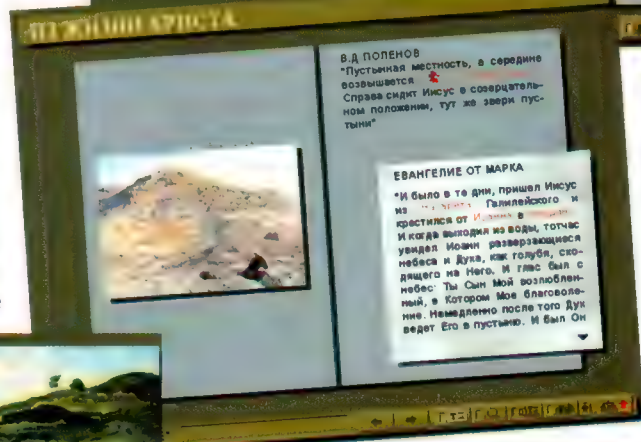 ИЗ ЖИЗНИ ХРИСТА
В.Д ПОЛЕНОВ
"Пустынная местность, в середине
возвышается
Справа сидит Иисус в созерцатель-
ном положении, тут же звери пус-
тыни"
ЕВАНГЕЛИЕ ОТ МАРКА
"И было в те дни, пришел Иисус
из Галилейского и
крестился от Иоанна в
И когда выходил из воды, тотчас
увидел Иоанн разверзающиеся
небеса и Духа, как голубя, схо-
дящего на Него. И глас был с
небес: Ты Сын Мой возлюблен-
ный, в Котором Мое благоволе-
ние. Немедленно после того Дух
ведет Его в пустыню. И был Он